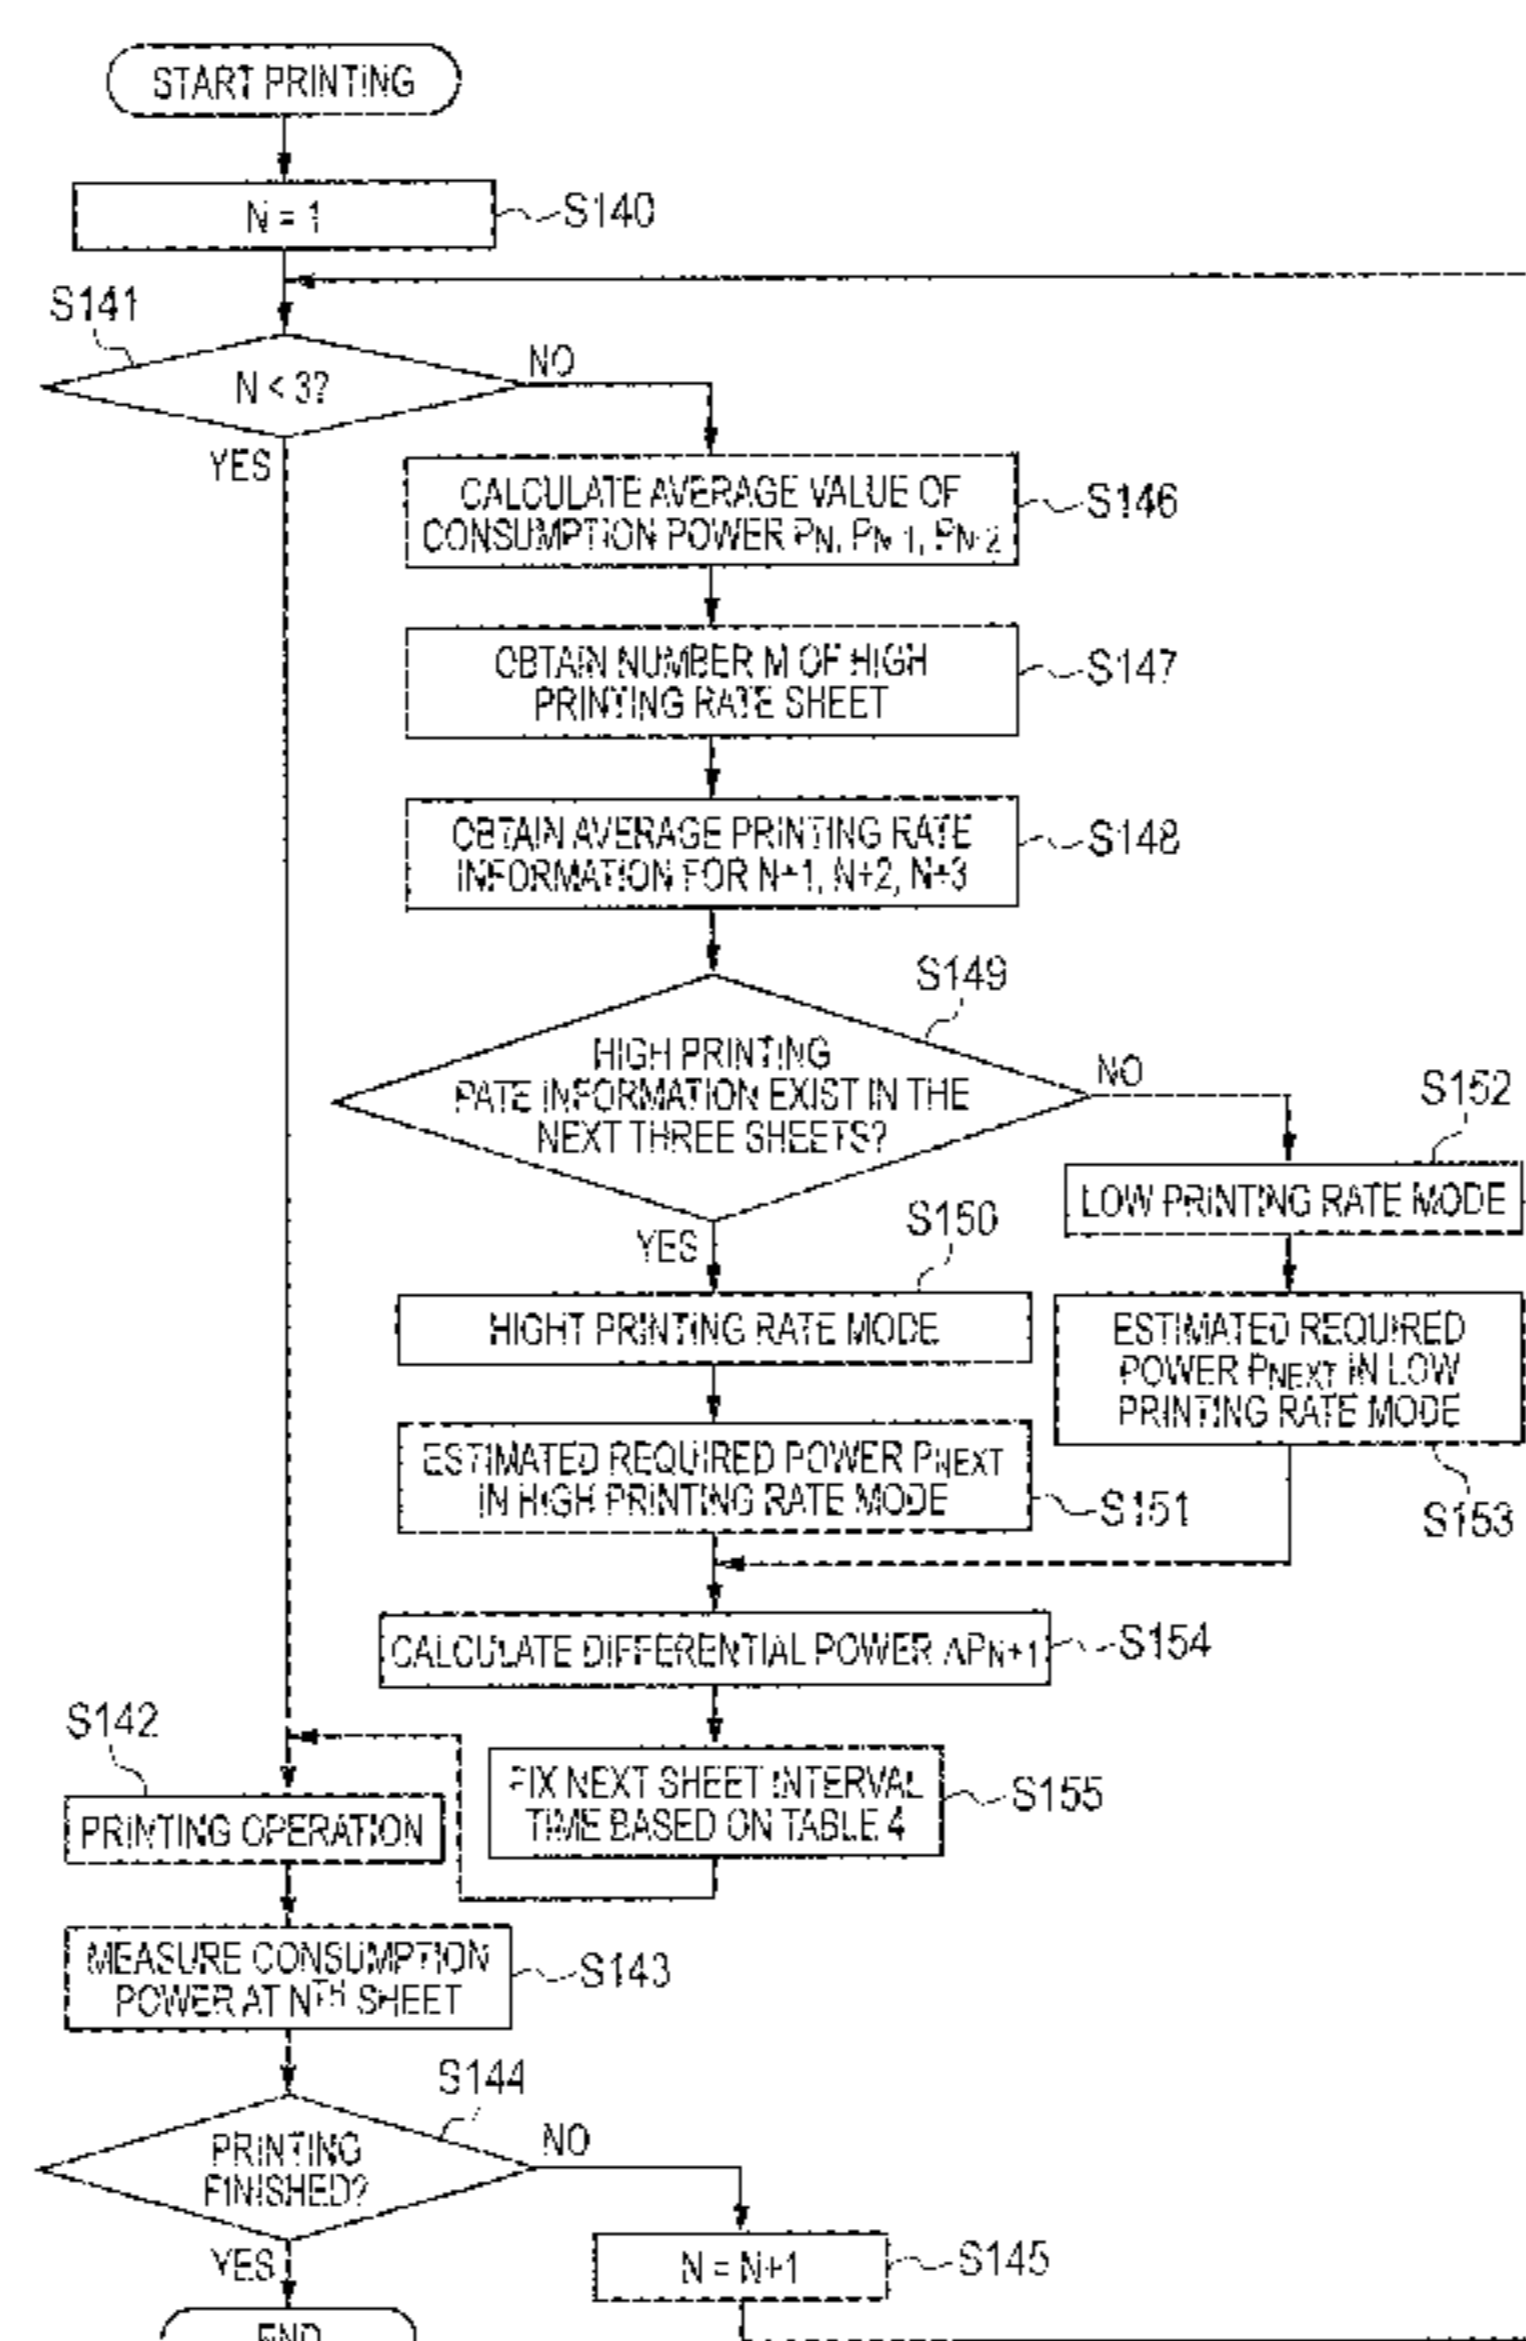 START PRINTING
N = 1
S140
S141
N < 3?
NO
YES
CALCULATE AVERAGE VALUE OF
CONSUMPTION POWER PN, PN-1, PN-2
S146
OBTAIN NUMBER M OF HIGH
PRINTING RATE SHEET
S147
OBTAIN AVERAGE PRINTING RATE
INFORMATION FOR N+1, N+2, N+3
S148
S149
HIGH PRINTING
RATE INFORMATION EXIST IN THE
NEXT THREE SHEETS?
NO
YES
S152
LOW PRINTING RATE MODE
S150
HIGHT PRINTING RATE MODE
ESTIMATED REQUIRED
POWER PNEXT IN LOW
PRINTING RATE MODE
S153
ESTIMATED REQUIRED POWER PNEXT
IN HIGH PRINTING RATE MODE
S151
CALCULATE DIFFERENTIAL POWER ΔPN+1
S154
FIX NEXT SHEET INTERVAL
TIME BASED ON TABLE 4
S155
S142
PRINTING OPERATION
MEASURE CONSUMPTION
POWER AT NTH SHEET
S143
S144
PRINTING
FINISHED?
NO
YES
N = N+1
S145
END